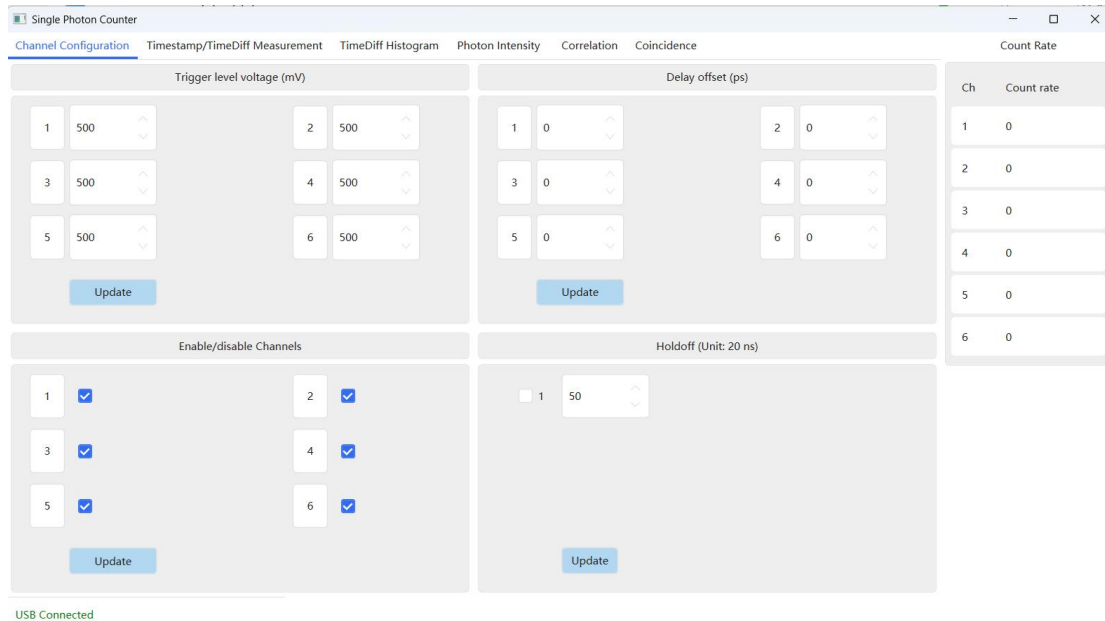 Single Photon Counter
Channel Configuration Timestamp/TimeDiff Measurement TimeDiff Histogram Photon Intensity Correlation Coincidence
Count Rate
Trigger level voltage (mV)
1 500 2 500
3 500 4 500
5 500 6 500
Update
Delay offset (ps)
1 0 2 0
3 0 4 0
5 0 6 0
Update
Enable/disable Channels
1 2
3 4
5 6
Update
Holdoff (Unit: 20 ns)
1 50
Update
Ch Count rate
1 0
2 0
3 0
4 0
5 0
6 0
USB Connected